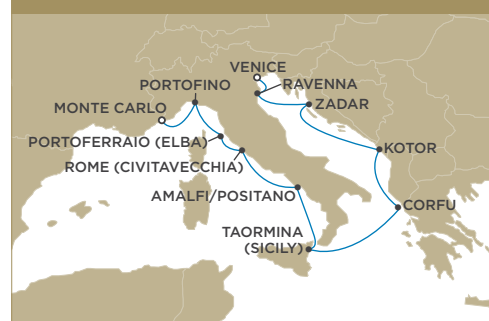 VENICE
PORTOFINO
RAVENNA
MONTE CARLO
ZADAR
PORTOFERRAIO (ELBA)
KOTOR
ROME (CIVITAVECCHIA)
AMALFI/POSITANO
CORFU
TAORMINA
(SICILY)